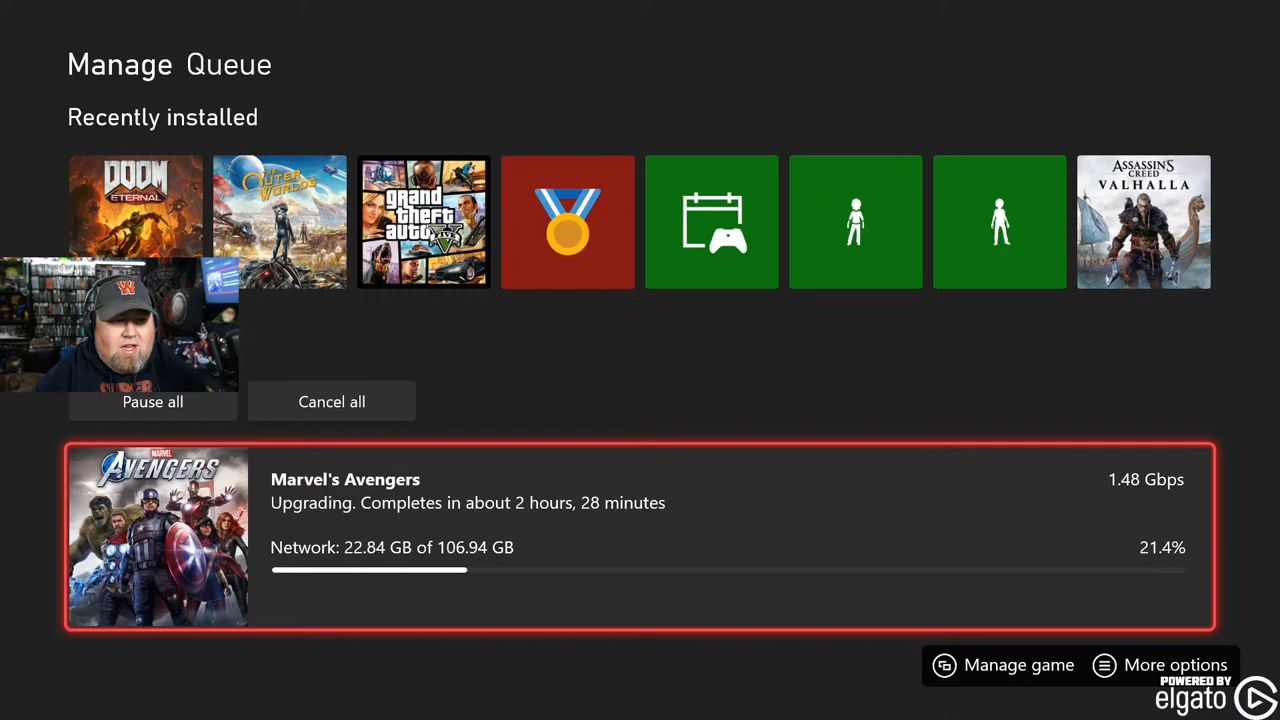 Manage Queue
Recently installed
DOOM
ETERNAL
THE
OUTER
WORLDS
grand
theft
auto
V
ASSASSIN'S
CREED
VALHALLA
W
SUPER
Pause all
Cancel all
MARVEL
AVENGERS
Marvel's Avengers
1.48 Gbps
Upgrading. Completes in about 2 hours, 28 minutes
Network: 22.84 GB of 106.94 GB
21.4%
Manage game
More options
POWERED BY
elgato